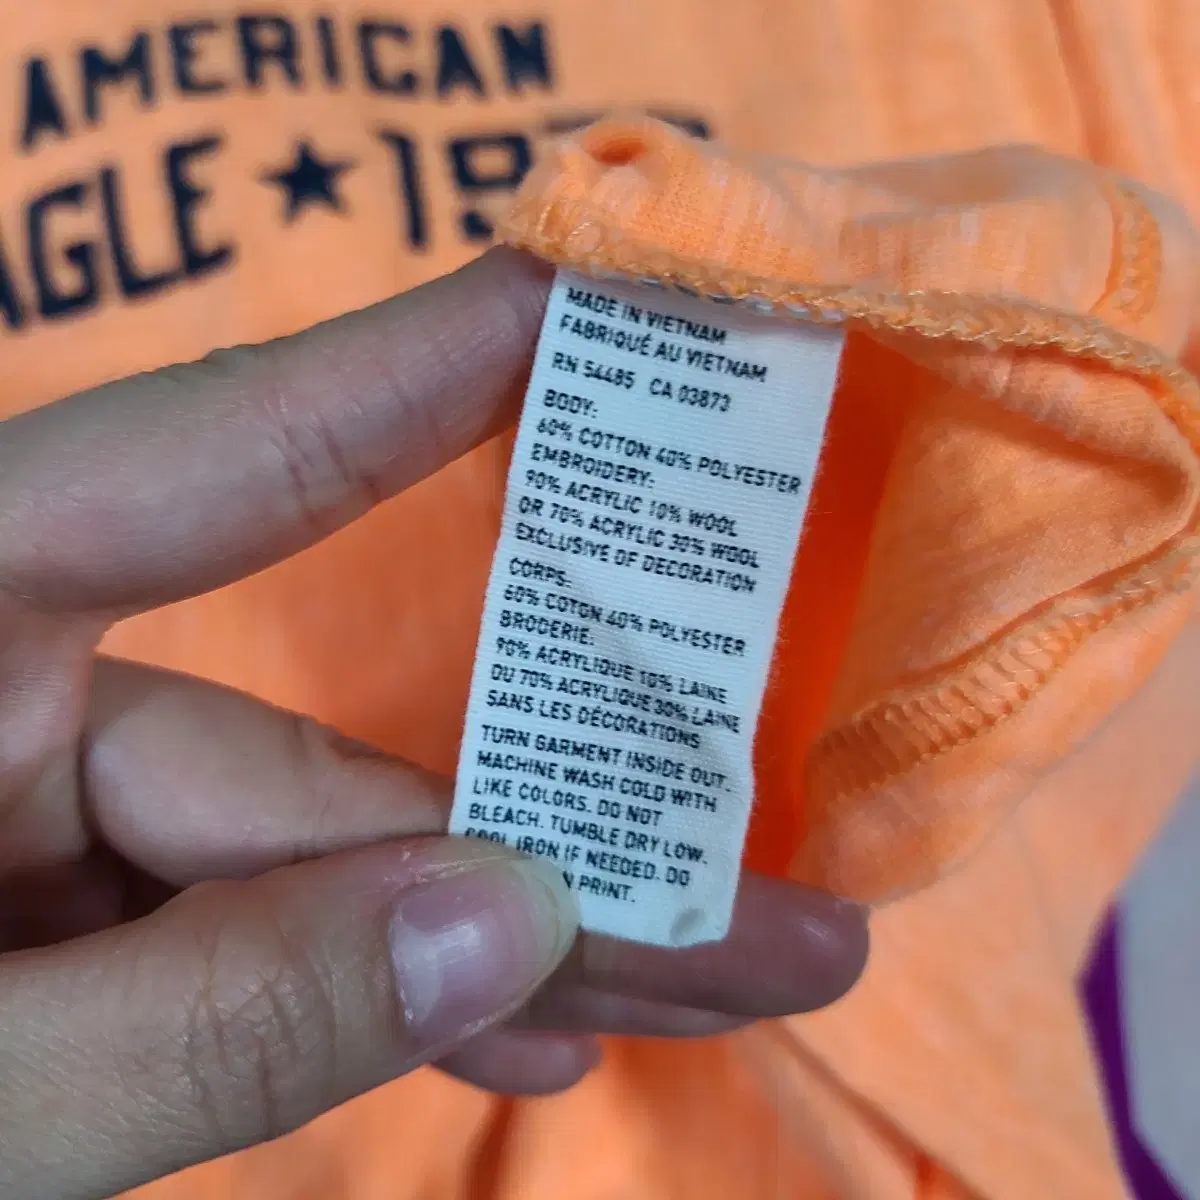 AMERICAN
AGLE ★ 19
MADE IN VIETNAM
FABRIQUÉ AU VIETNAM
RN 54485 CA 03873
BODY:
60% COTTON 40% POLYESTER
EMBROIDERY:
90% ACRYLIC 10% WOOL
OR 70% ACRYLIC 30% WOOL
EXCLUSIVE OF DECORATION
CORPS:
60% COTON 40% POLYESTER
BRODERIE:
90% ACRYLIQUE 10% LAINE
OU 70% ACRYLIQUE 30% LAINE
SANS LES DÉCORATIONS
TURN GARMENT INSIDE OUT.
MACHINE WASH COLD WITH
LIKE COLORS. DO NOT
BLEACH. TUMBLE DRY LOW.
COOL IRON IF NEEDED. DO
PRINT.